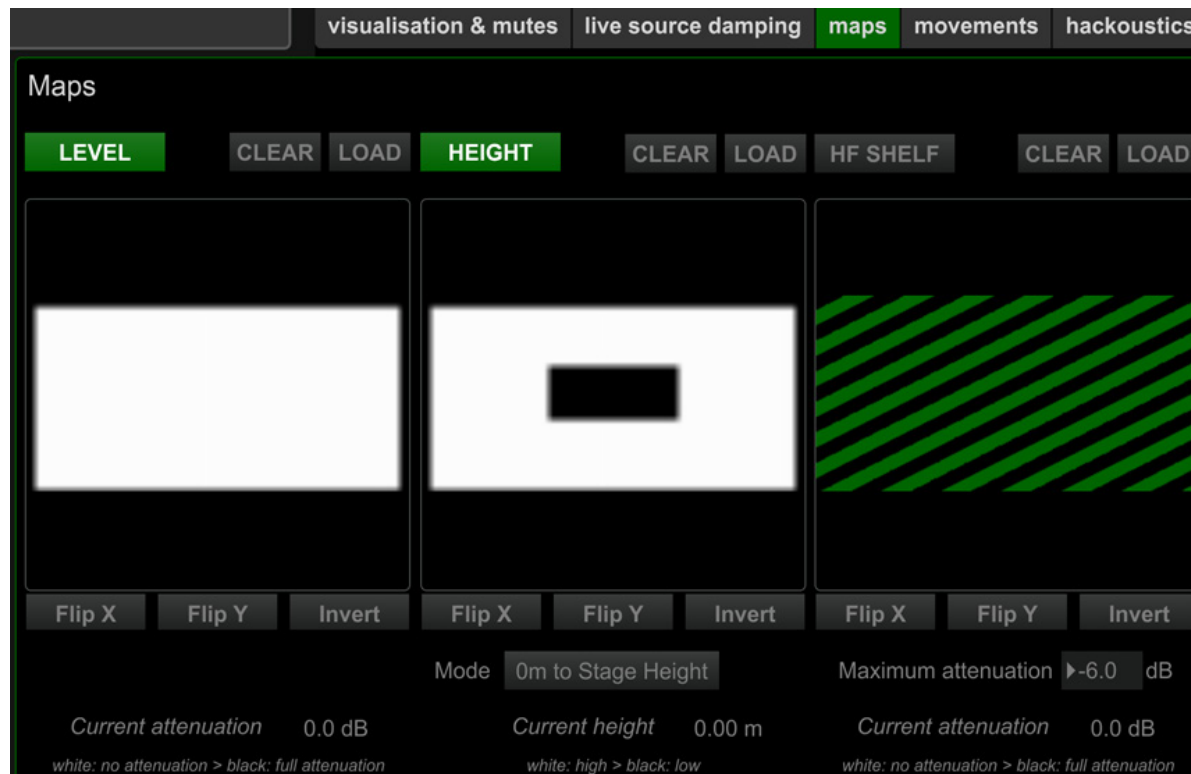 visualisation & mutes live source damping maps movements hackoustics
Maps
LEVEL CLEAR LOAD HEIGHT CLEAR LOAD HF SHELF CLEAR LOAD
Flip X Flip Y Invert Flip X Flip Y Invert Flip X Flip Y Invert
Mode 0m to Stage Height Maximum attenuation -6.0 dB
Current attenuation 0.0 dB Current height 0.00 m Current attenuation 0.0 dB
white: no attenuation > black: full attenuation white: high > black: low white: no attenuation > black: full attenuation